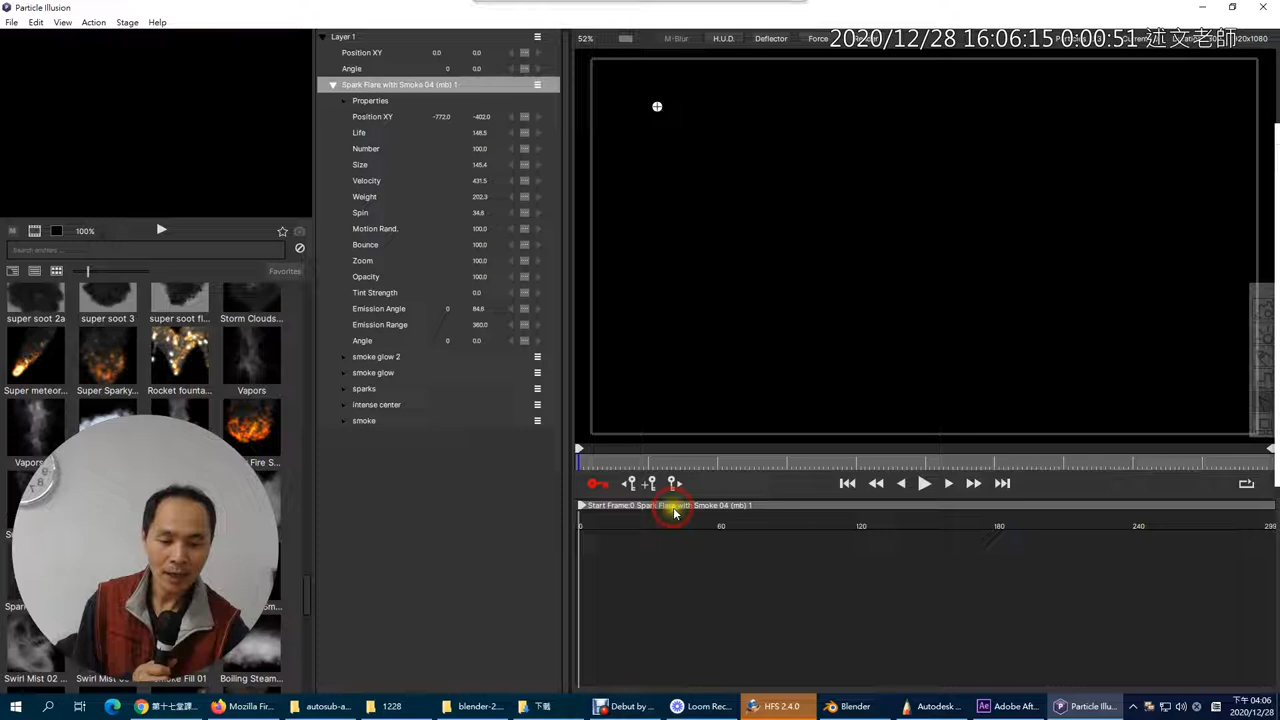 Particle Illusion
File Edit View Action Stage Help
Layer 1
Position XY 0.0 0.0
Angle 0 0.0
Spark Flare with Smoke 04 (mb) 1
Properties
Position XY -772.0 -402.0
Life 148.5
Number 100.0
Size 145.4
Velocity 431.5
Weight 202.3
Spin 34.6
Motion Rand. 100.0
Bounce 100.0
Zoom 100.0
Opacity 100.0
Tint Strength 0.0
Emission Angle 0 84.6
Emission Range 360.0
Angle 0 0.0
smoke glow 2
smoke glow
sparks
intense center
smoke
52% M-Blur H.U.D. Deflector Force
2020/12/28 16:06:15 0:00:51 述文老師
100%
Search emitters...
Favorites
super soot 2a super soot 3 super soot fl... Storm Clouds...
Super meteor... Super Sparky... Rocket founta... Vapors
Swirl Mist 02 Smoke Fill 01 Boiling Steam...
Start Frame:0 Spark Flare with Smoke 04 (mb) 1
0 60 120 180 240 299
第十七堂課... Mozilla Fir... autosub-a... 1228 blender-2... 下載 Debut by ... Loom Rec... HFS 2.4.0 Blender Autodesk ... Adobe Aft... Particle Illu...
下午 04:06
2020/12/28